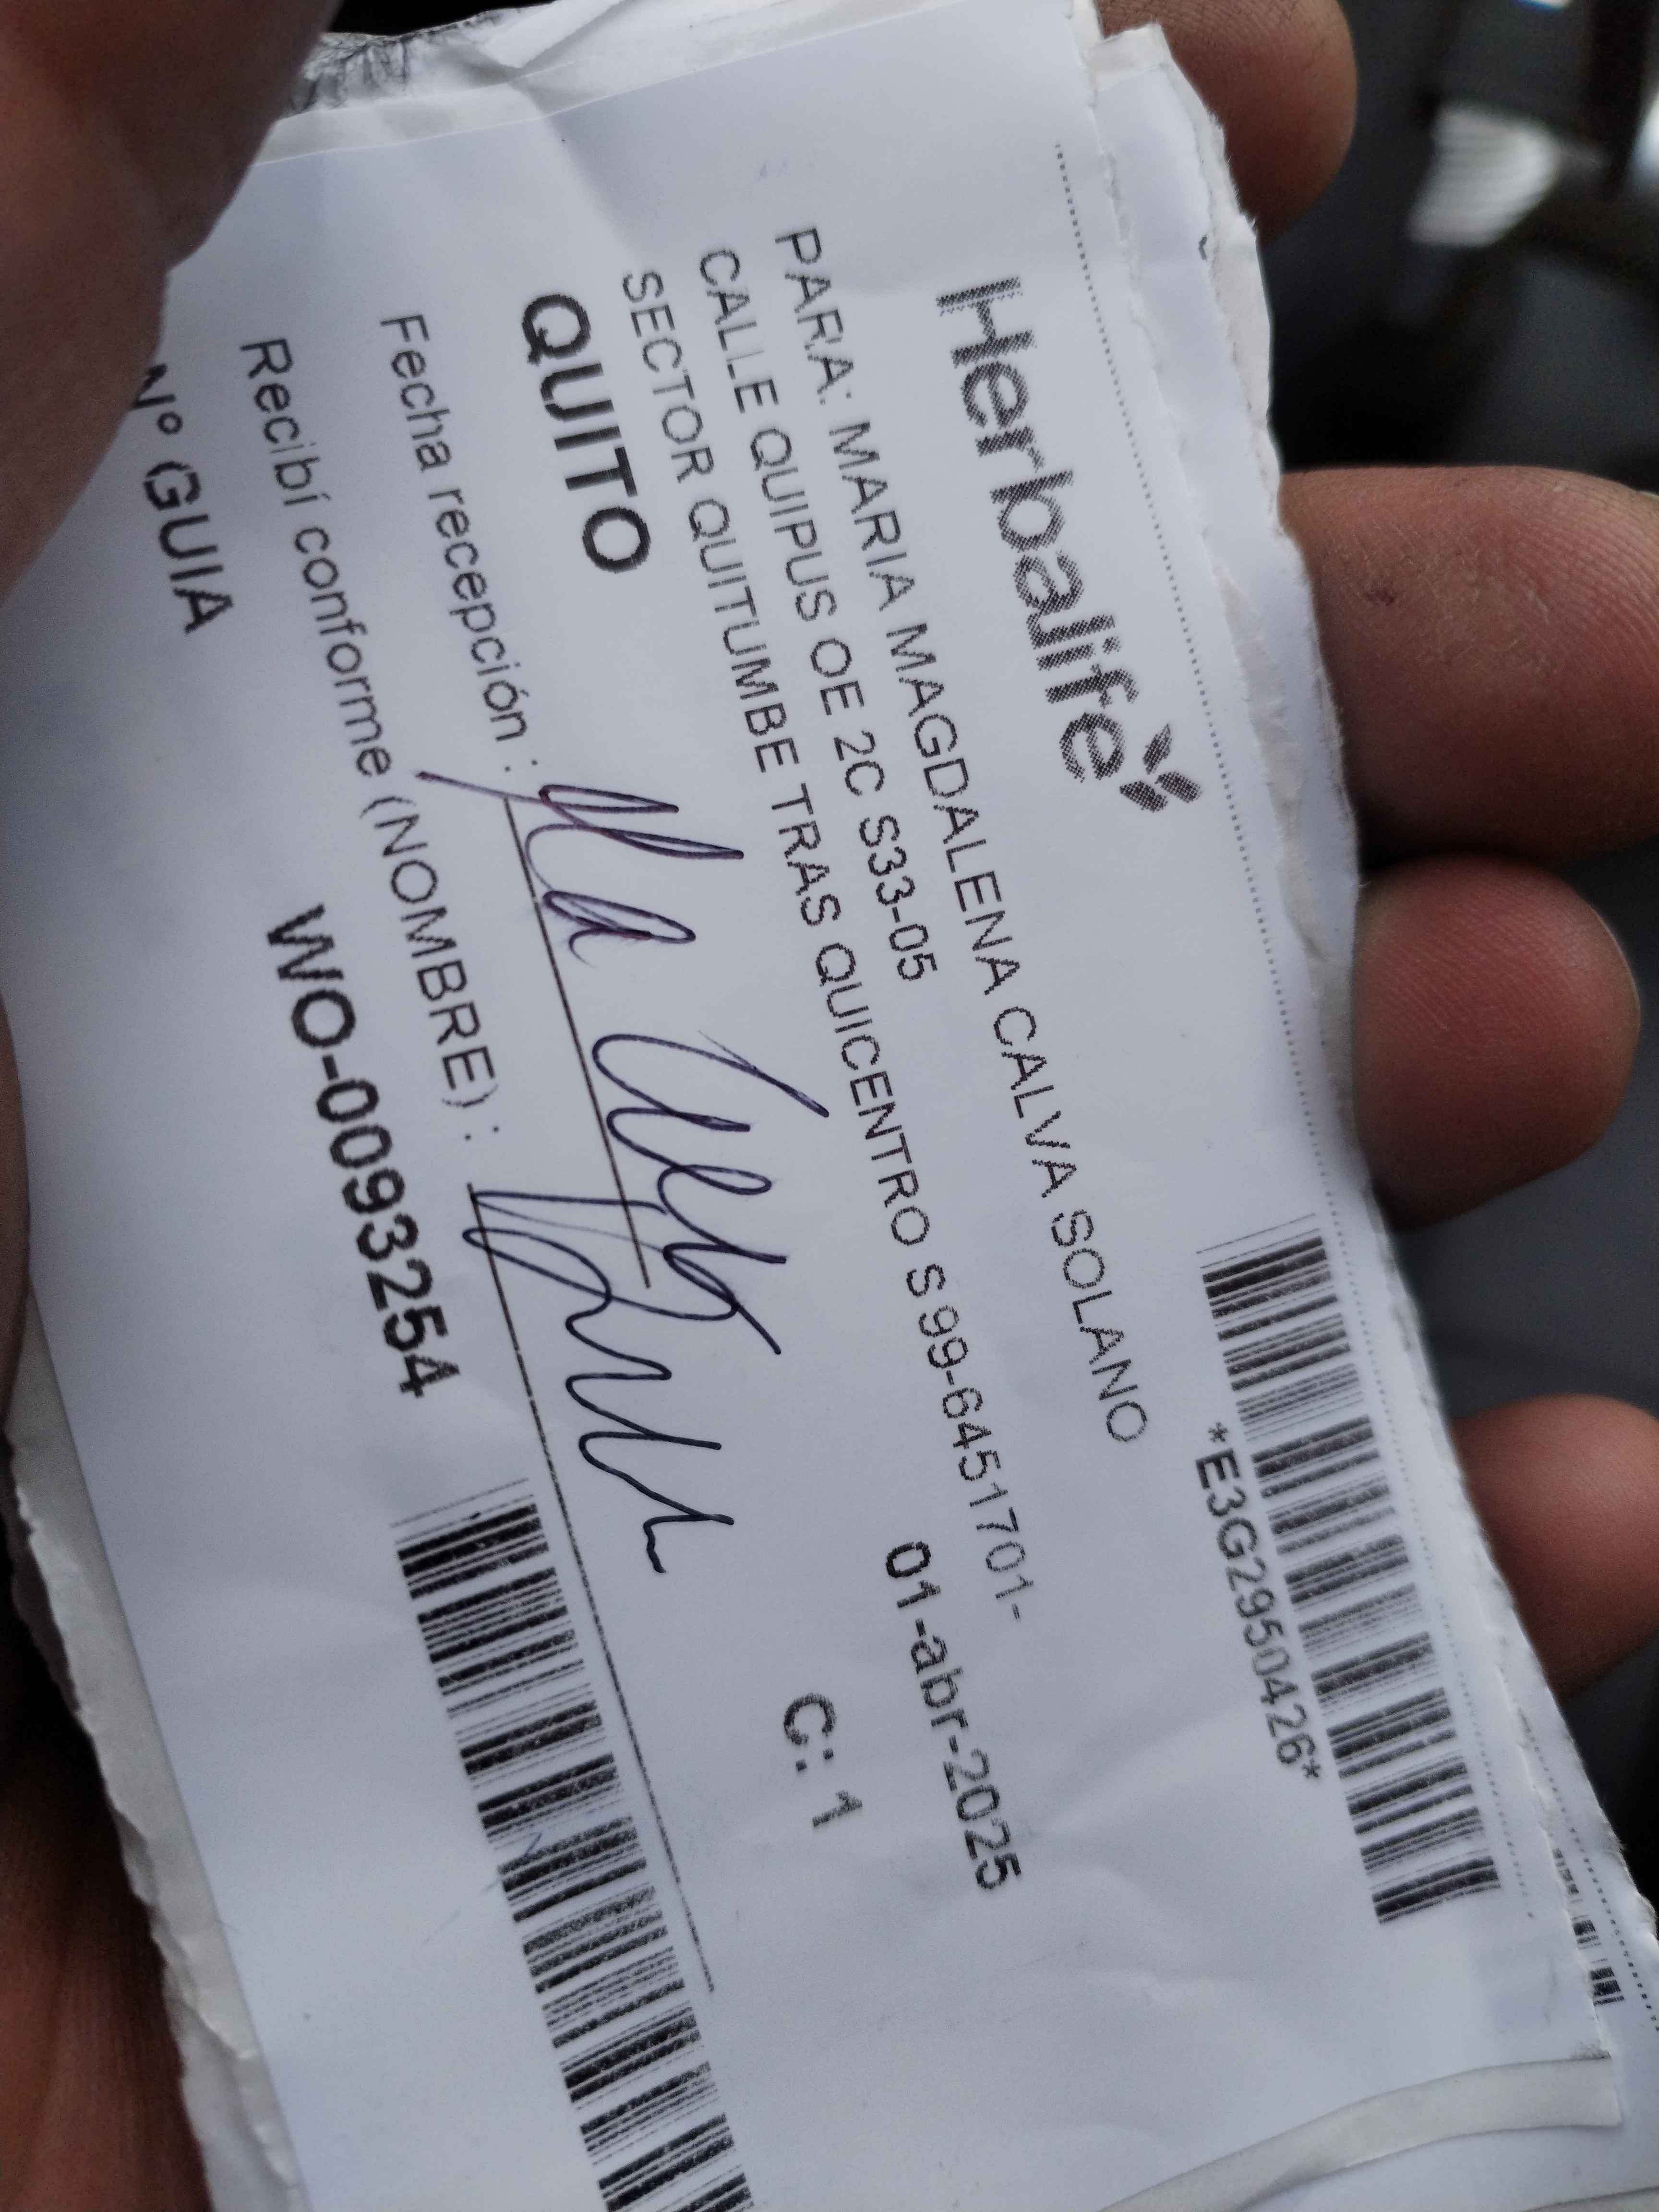 Herbalife
*E3G2950426*
PARA: MARIA MAGDALENA CALVA SOLANO
CALLE QUIPUS OE 2C S33-05
SECTOR QUITUMBE TRAS QUICENTRO S 99-6451701-
QUITO
01-abr-2025
Fecha recepción :
C: 1
Recibí conforme (NOMBRE) :
Nº GUIA
WO-0093254